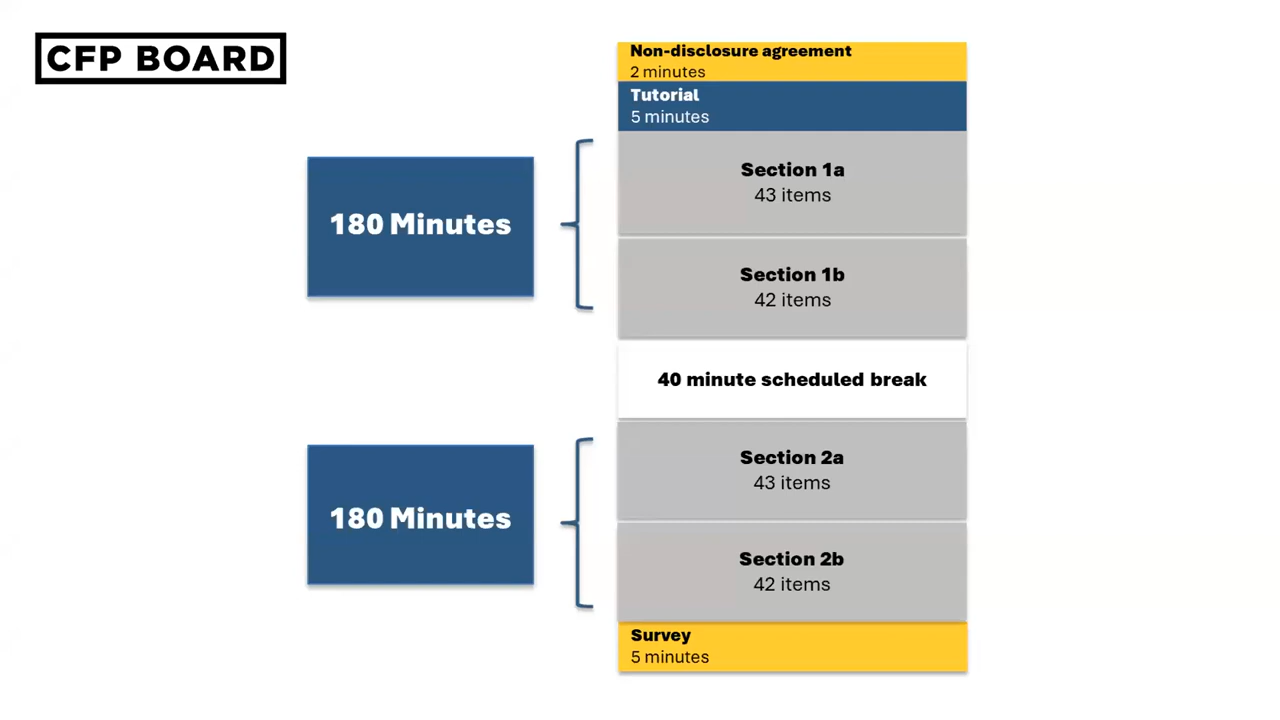 CFP BOARD
Non-disclosure agreement
2 minutes
Tutorial
5 minutes
180 Minutes
Section 1a
43 items
Section 1b
42 items
40 minute scheduled break
180 Minutes
Section 2a
43 items
Section 2b
42 items
Survey
5 minutes